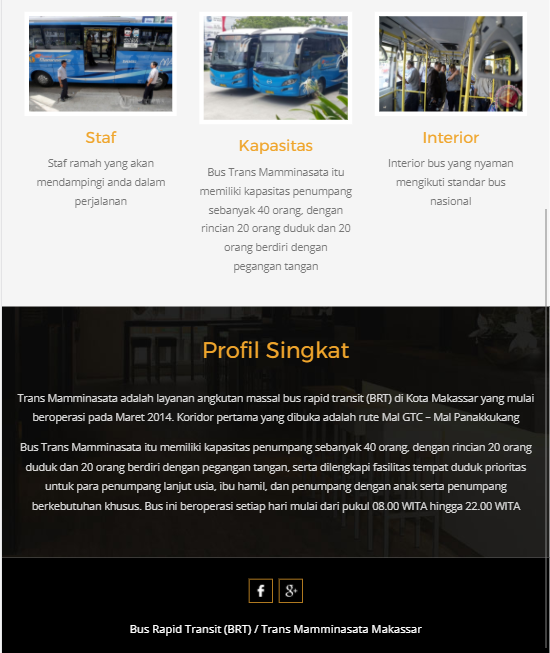 Staf
Staf ramah yang akan
mendampingi anda dalam
perjalanan
Kapasitas
Bus Trans Mamminasata itu
memiliki kapasitas penumpang
sebanyak 40 orang, dengan
rincian 20 orang duduk dan 20
orang berdiri dengan
pegangan tangan
Interior
Interior bus yang nyaman
mengikuti standar bus
nasional
Profil Singkat
Trans Mamminasata adalah layanan angkutan massal bus rapid transit (BRT) di Kota Makassar yang mulai
beroperasi pada Maret 2014. Koridor pertama yang dibuka adalah rute Mal GTC – Mal Panakkukang
Bus Trans Mamminasata itu memiliki kapasitas penumpang sebanyak 40 orang, dengan rincian 20 orang
duduk dan 20 orang berdiri dengan pegangan tangan, serta dilengkapi fasilitas tempat duduk prioritas
untuk para penumpang lanjut usia, ibu hamil, dan penumpang dengan anak serta penumpang
berkebutuhan khusus. Bus ini beroperasi setiap hari mulai dari pukul 08.00 WITA hingga 22.00 WITA
f g+
Bus Rapid Transit (BRT) / Trans Mamminasata Makassar